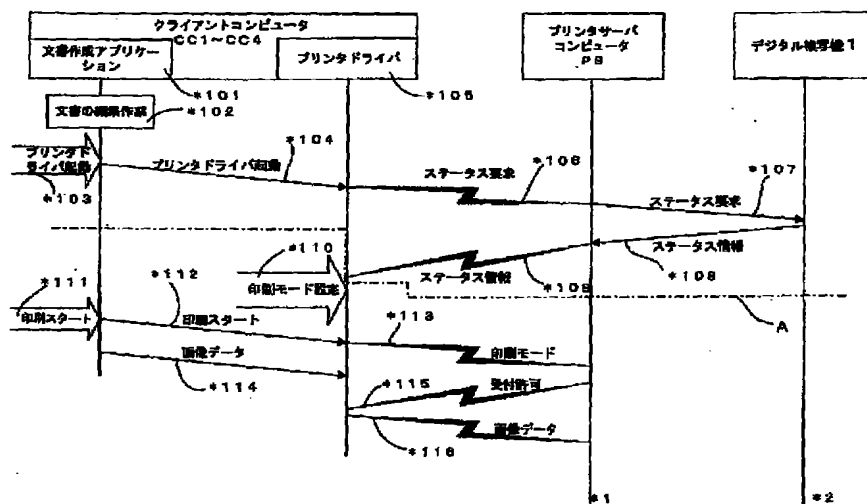 クライアントコンピュータ
CC1〜CC4
文書作成アプリケー
ション
プリンタドライバ
プリンタサーバ
コンピュータ
PS
デジタル複写機1
*101
*105
文書の編集作業
*102
プリンタド
ライバ起動
*103
プリンタドライバ起動
*104
ステータス要求
*106
ステータス要求
*107
ステータス情報
*108
*110
印刷モード設定
ステータス情報
*109
A
*111
印刷スタート
*112
印刷スタート
*113
印刷モード
画像データ
*114
*115
受付許可
画像データ
*116
*1
*2